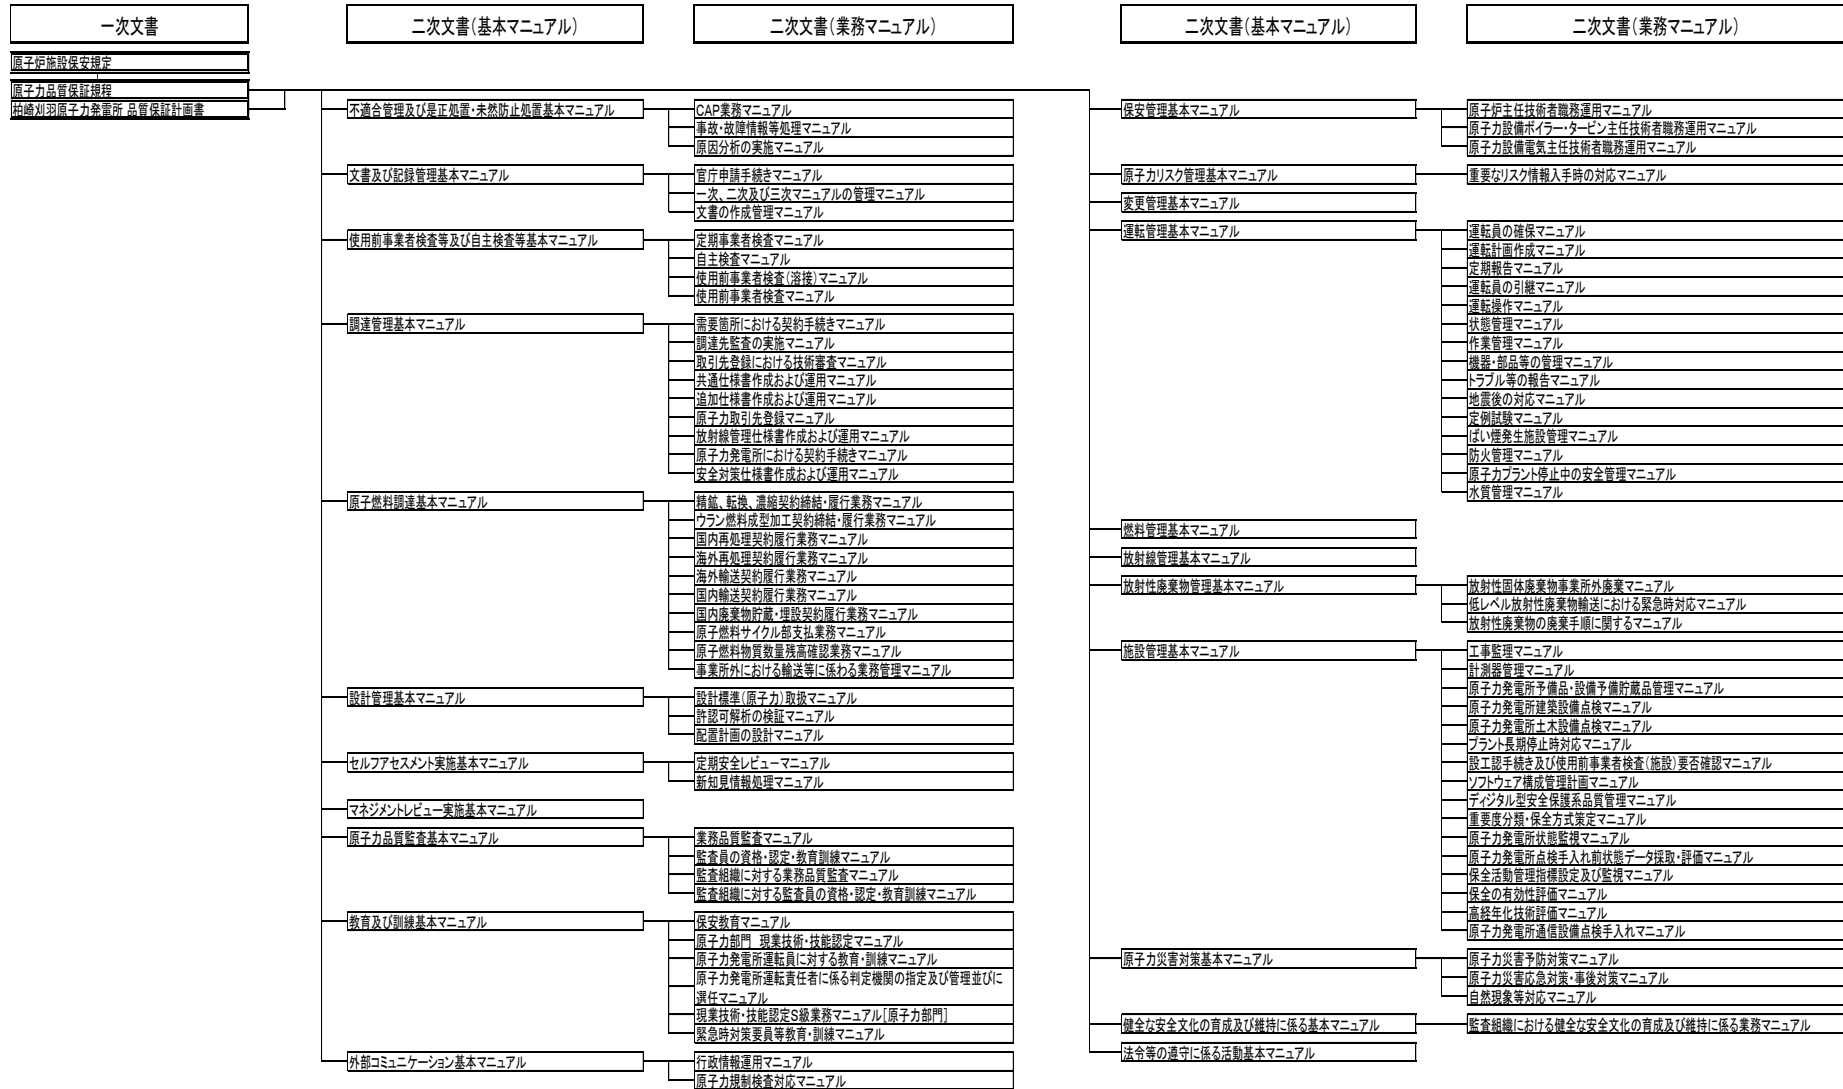 一次文書
二次文書(基本マニュアル)
二次文書(業務マニュアル)
二次文書(基本マニュアル)
二次文書(業務マニュアル)
原子炉施設保安規定
原子力品質保証規程
柏崎刈羽原子力発電所 品質保証計画書
不適合管理及び是正処置・未然防止処置基本マニュアル
CAP業務マニュアル
事故・故障情報等処理マニュアル
原因分析の実施マニュアル
文書及び記録管理基本マニュアル
官庁申請手続きマニュアル
一次、二次及び三次マニュアルの管理マニュアル
文書の作成管理マニュアル
使用前事業者検査等及び自主検査等基本マニュアル
定期事業者検査マニュアル
自主検査マニュアル
使用前事業者検査(溶接)マニュアル
使用前事業者検査マニュアル
調達管理基本マニュアル
需要箇所における契約手続きマニュアル
調達先監査の実施マニュアル
取引先登録における技術審査マニュアル
共通仕様書作成および運用マニュアル
追加仕様書作成および運用マニュアル
原子力取引先登録マニュアル
放射線管理仕様書作成および運用マニュアル
原子力発電所における契約手続きマニュアル
安全対策仕様書作成および運用マニュアル
原子燃料調達基本マニュアル
精鉱、転換、濃縮契約締結・履行業務マニュアル
ウラン燃料成型加工契約締結・履行業務マニュアル
国内再処理契約履行業務マニュアル
海外再処理契約履行業務マニュアル
海外輸送契約履行業務マニュアル
国内輸送契約履行業務マニュアル
国内廃棄物貯蔵・埋設契約履行業務マニュアル
原子燃料サイクル部支払業務マニュアル
原子燃料物質数量残高確認業務マニュアル
事業所外における輸送等に係わる業務管理マニュアル
設計管理基本マニュアル
設計標準(原子力)取扱マニュアル
許認可解析の検証マニュアル
配置計画の設計マニュアル
セルフアセスメント実施基本マニュアル
定期安全レビューマニュアル
新知見情報処理マニュアル
マネジメントレビュー実施基本マニュアル
原子力品質監査基本マニュアル
業務品質監査マニュアル
監査員の資格・認定・教育訓練マニュアル
監査組織に対する業務品質監査マニュアル
監査組織に対する監査員の資格・認定・教育訓練マニュアル
教育及び訓練基本マニュアル
保安教育マニュアル
原子力部門 現業技術・技能認定マニュアル
原子力発電所運転員に対する教育・訓練マニュアル
原子力発電所運転責任者に係る判定機関の指定及び管理並びに
選任マニュアル
現業技術・技能認定S級業務マニュアル[原子力部門]
緊急時対策要員等教育・訓練マニュアル
外部コミュニケーション基本マニュアル
行政情報運用マニュアル
原子力規制検査対応マニュアル
保安管理基本マニュアル
原子炉主任技術者職務運用マニュアル
原子力設備ボイラー・タービン主任技術者職務運用マニュアル
原子力設備電気主任技術者職務運用マニュアル
原子力リスク管理基本マニュアル
重要なリスク情報入手時の対応マニュアル
変更管理基本マニュアル
運転管理基本マニュアル
運転員の確保マニュアル
運転計画作成マニュアル
定期報告マニュアル
運転員の引継マニュアル
運転操作マニュアル
状態管理マニュアル
作業管理マニュアル
機器・部品等の管理マニュアル
トラブル等の報告マニュアル
地震後の対応マニュアル
定例試験マニュアル
ばい煙発生施設管理マニュアル
防火管理マニュアル
原子力プラント停止中の安全管理マニュアル
水質管理マニュアル
燃料管理基本マニュアル
放射線管理基本マニュアル
放射性廃棄物管理基本マニュアル
放射性固体廃棄物事業所外廃棄マニュアル
低レベル放射性廃棄物輸送における緊急時対応マニュアル
放射性廃棄物の廃棄手順に関するマニュアル
施設管理基本マニュアル
工事監理マニュアル
計測器管理マニュアル
原子力発電所予備品・設備予備貯蔵品管理マニュアル
原子力発電所建築設備点検マニュアル
原子力発電所土木設備点検マニュアル
プラント長期停止時対応マニュアル
設工認手続き及び使用前事業者検査(施設)要否確認マニュアル
ソフトウェア構成管理計画マニュアル
ディジタル型安全保護系品質管理マニュアル
重要度分類・保全方式策定マニュアル
原子力発電所状態監視マニュアル
原子力発電所点検手入れ前状態データ採取・評価マニュアル
保全活動管理指標設定及び監視マニュアル
保全の有効性評価マニュアル
高経年化技術評価マニュアル
原子力発電所通信設備点検手入れマニュアル
原子力災害対策基本マニュアル
原子力災害予防対策マニュアル
原子力災害応急対策・事後対策マニュアル
自然現象等対応マニュアル
健全な安全文化の育成及び維持に係る基本マニュアル
監査組織における健全な安全文化の育成及び維持に係る業務マニュアル
法令等の遵守に係る活動基本マニュアル